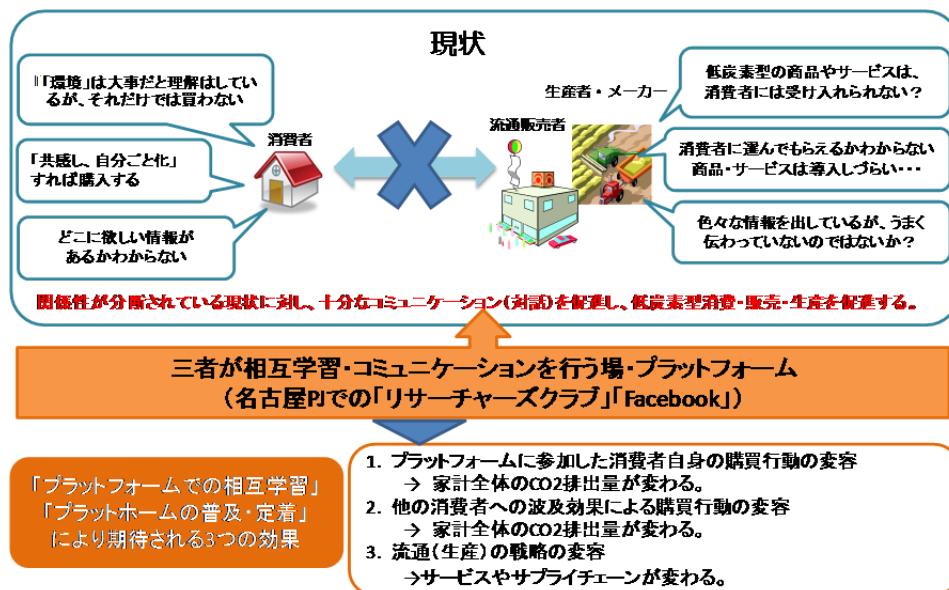 現状
「環境」は大事だと理解はしてい
るが、それだけでは買わない
「共感し、自分ごと化」
すれば購入する
どこに欲しい情報が
あるかわからない
消費者
生産者・メーカー
流通販売者
低炭素型の商品やサービスは、
消費者には受け入れられない？
消費者に選んでもらえるかわからない
商品・サービスは導入しづらい・・・
色々な情報を出しているが、うまく
伝わっていないのではないか？
関係性が分断されている現状に対し、十分なコミュニケーション（対話）を促進し、低炭素型消費・販売・生産を促進する。
三者が相互学習・コミュニケーションを行う場・プラットフォーム
（名古屋PJでの「リサーチャーズクラブ」「Facebook」）
「プラットフォームでの相互学習」
「プラットホームの普及・定着」
により期待される3つの効果
1. プラットフォームに参加した消費者自身の購買行動の変容
→ 家計全体のCO2排出量が変わる。
2. 他の消費者への波及効果による購買行動の変容
→ 家計全体のCO2排出量が変わる。
3. 流通（生産）の戦略の変容
→サービスやサプライチェーンが変わる。